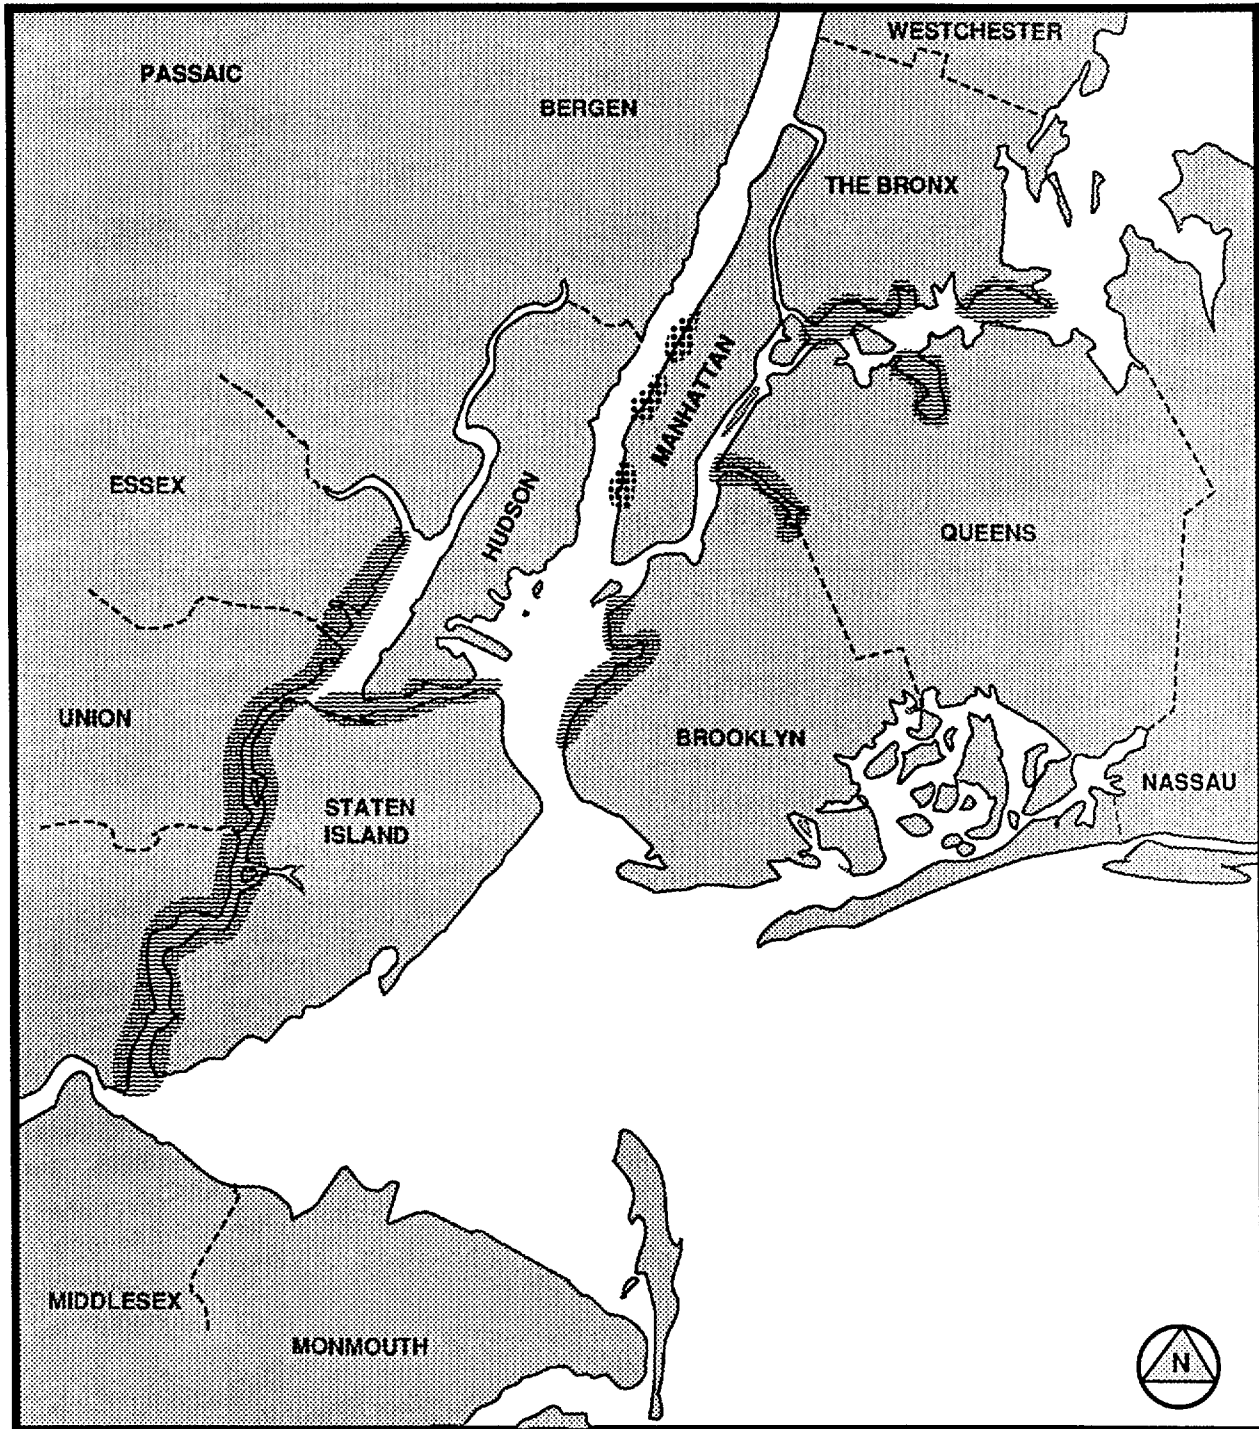 WESTCHESTER
PASSAIC
BERGEN
THE BRONX
MANHATTAN
ESSEX
HUDSON
QUEENS
UNION
BROOKLYN
NASSAU
STATEN
ISLAND
MIDDLESEX
MONMOUTH
N